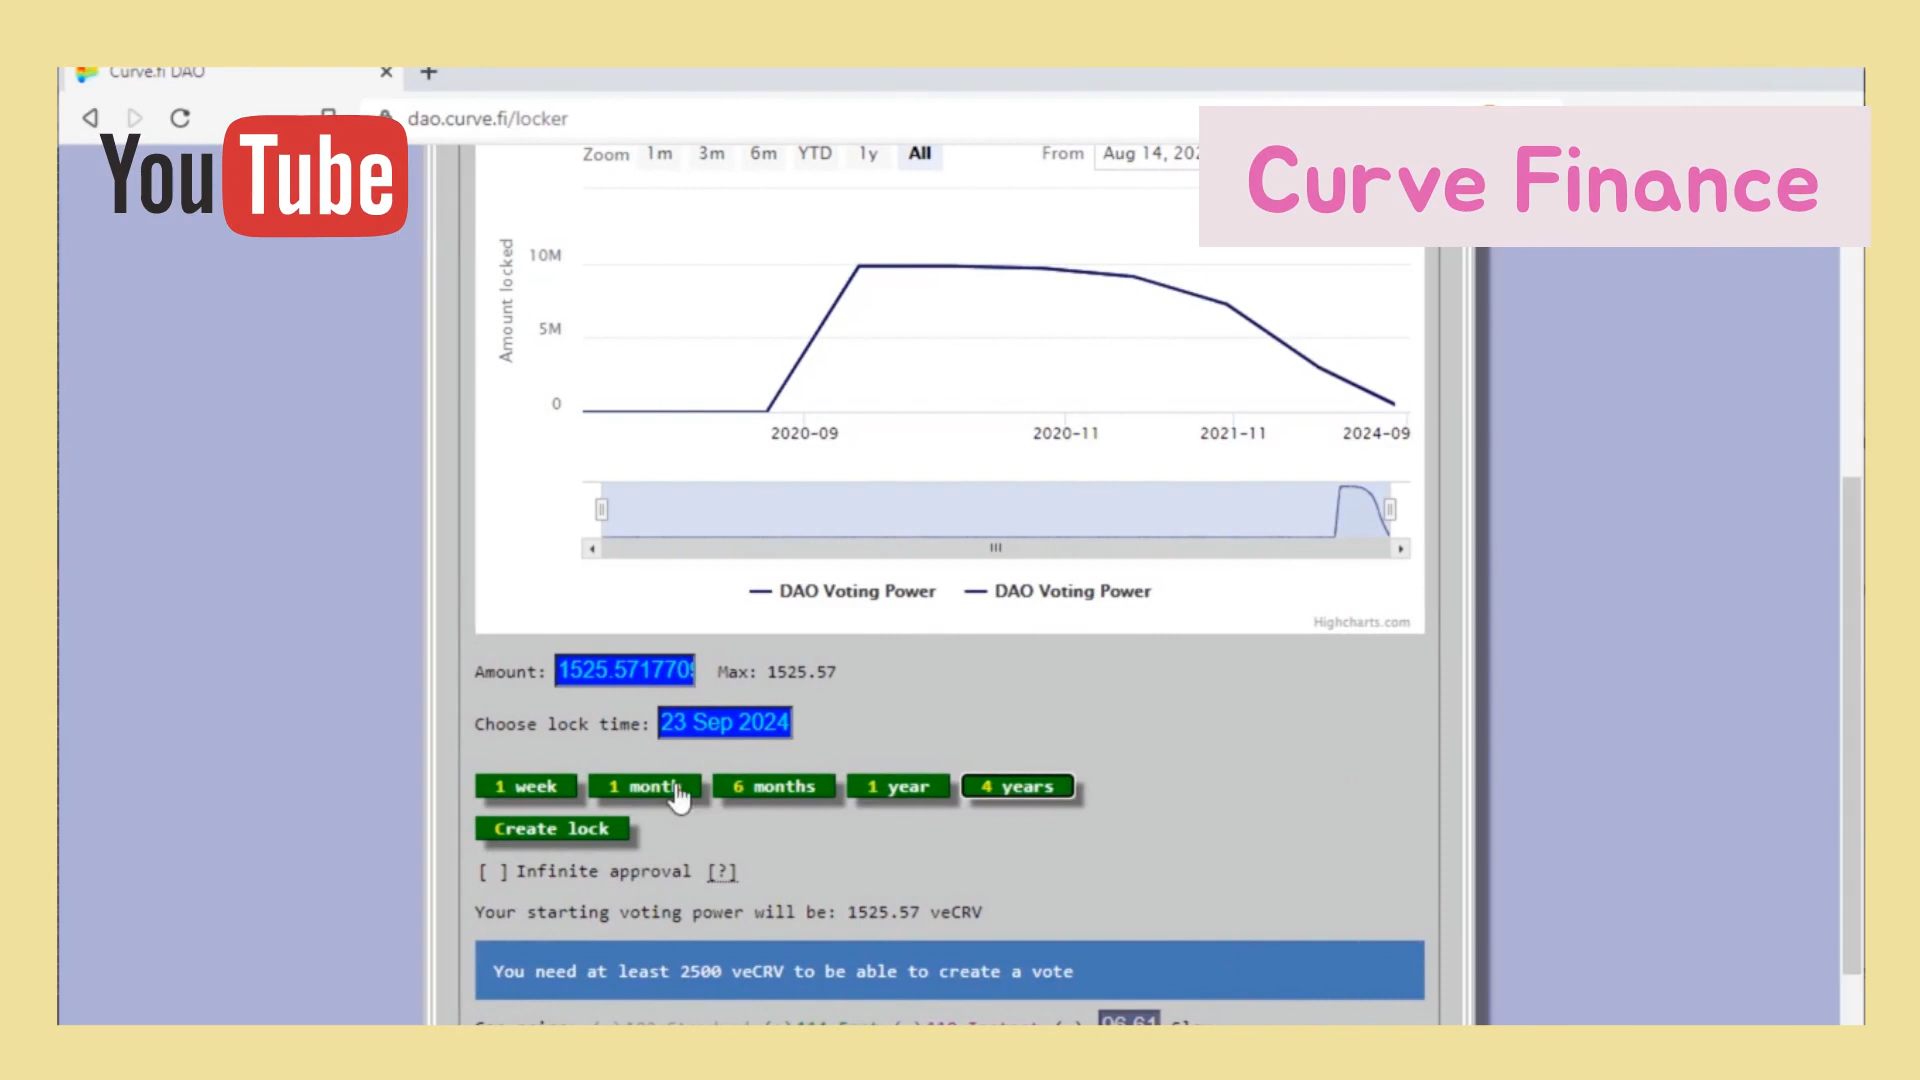 Curve.fi DAO
dao.curve.fi/locker
YouTube
Curve Finance
Zoom 1m 3m 6m YTD 1y All From Aug 14, 202
Amount locked
10M
5M
0
2020-09 2020-11 2021-11 2024-09
DAO Voting Power DAO Voting Power
Highcharts.com
Amount: 1525.5717709 Max: 1525.57
Choose lock time: 23 Sep 2024
1 week 1 month 6 months 1 year 4 years
Create lock
[ ] Infinite approval [?]
Your starting voting power will be: 1525.57 veCRV
You need at least 2500 veCRV to be able to create a vote